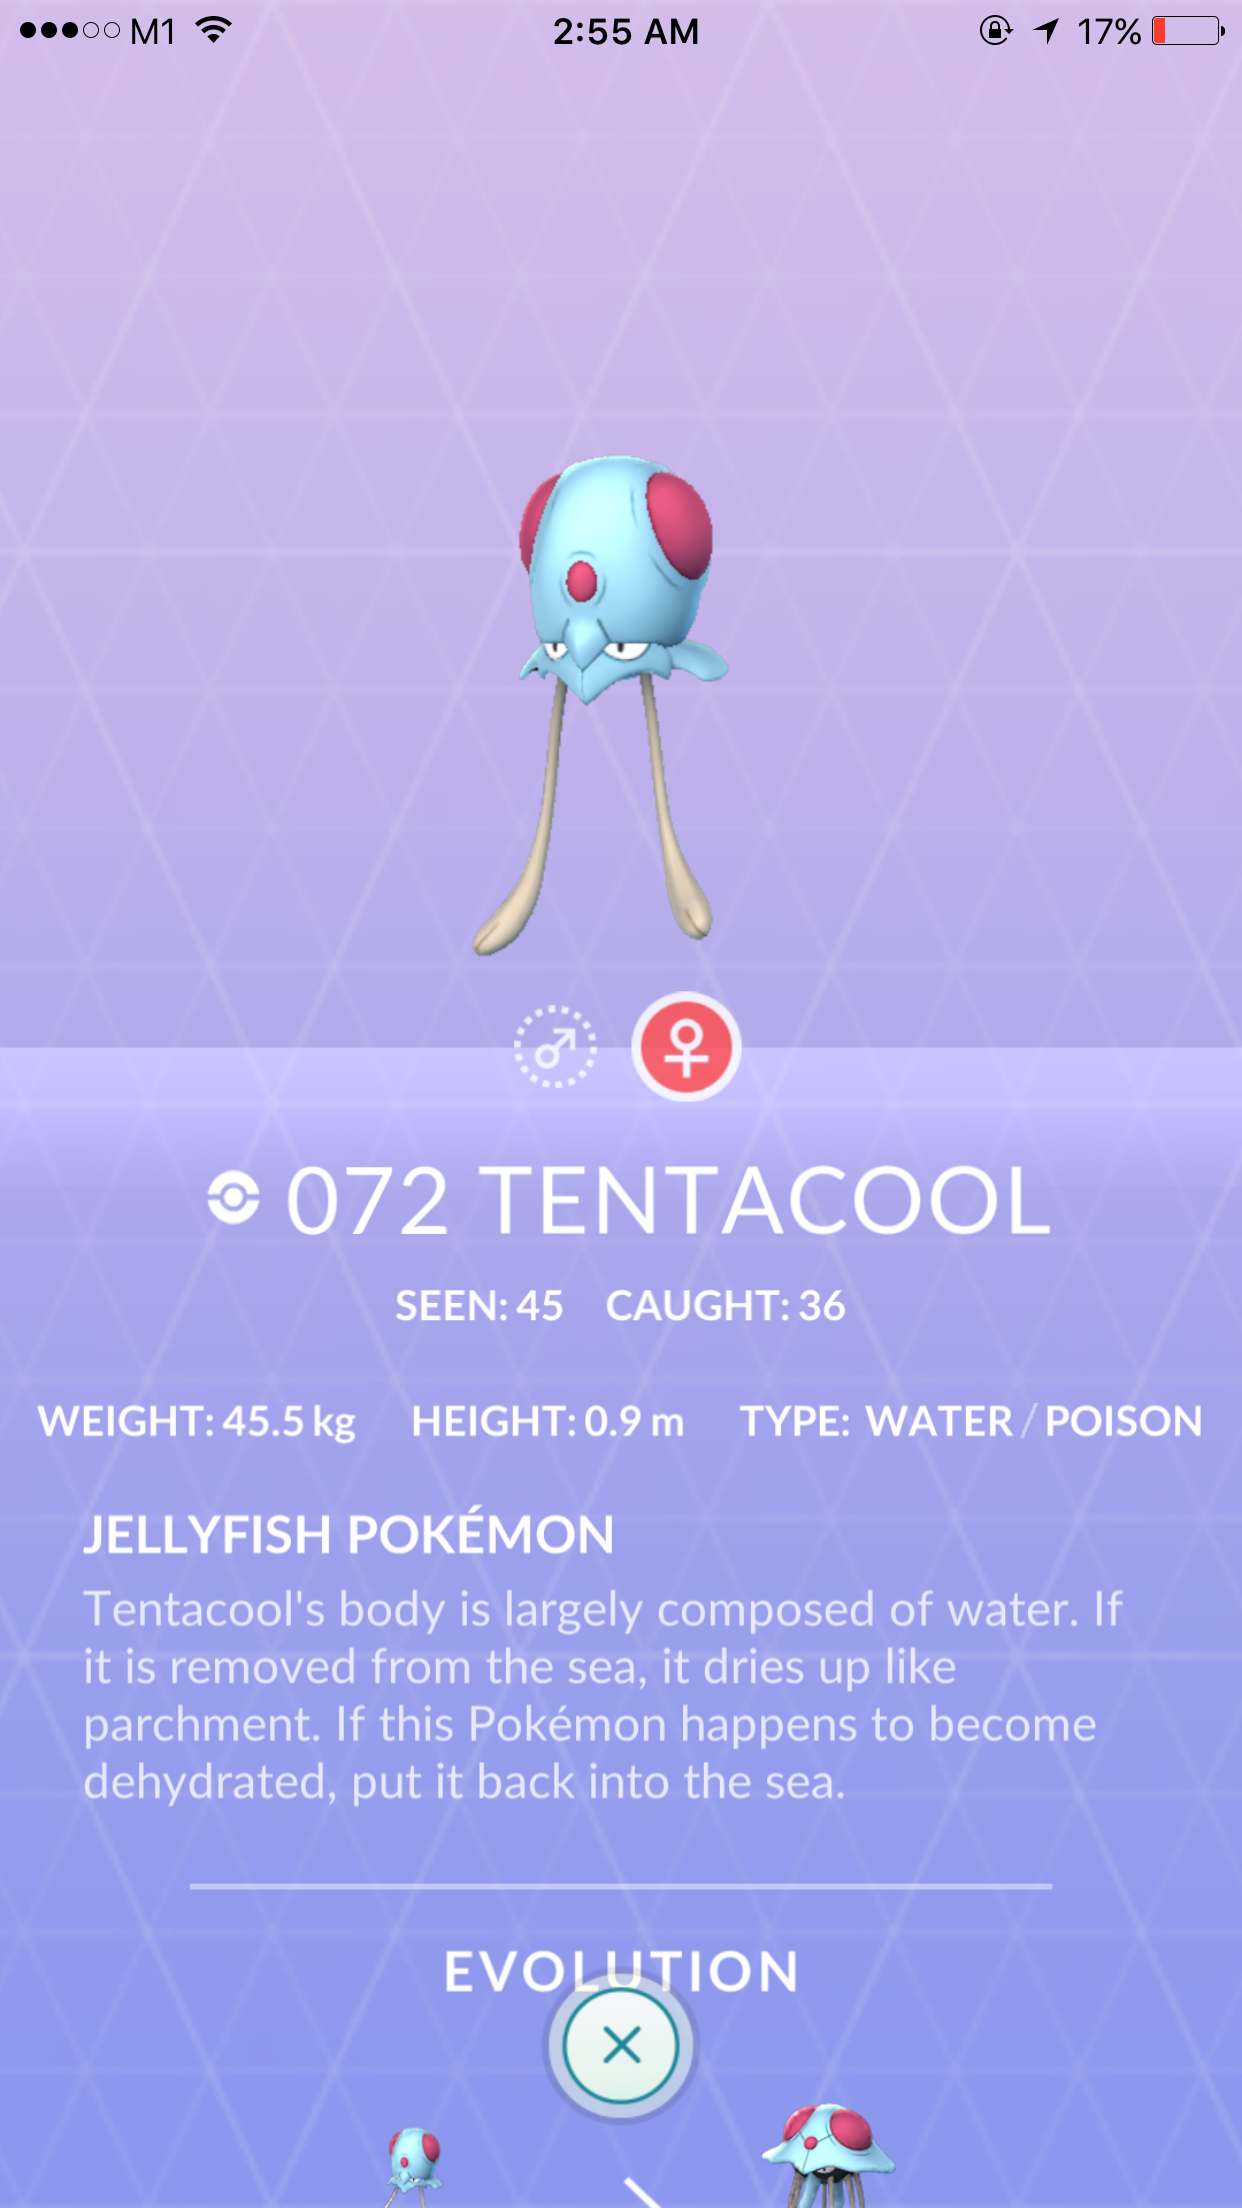 M1 2:55 AM 17%
072 TENTACOOL
SEEN: 45 CAUGHT: 36
WEIGHT: 45.5 kg HEIGHT: 0.9 m TYPE: WATER / POISON
JELLYFISH POKÉMON
Tentacool's body is largely composed of water. If
it is removed from the sea, it dries up like
parchment. If this Pokémon happens to become
dehydrated, put it back into the sea.
EVOLUTION